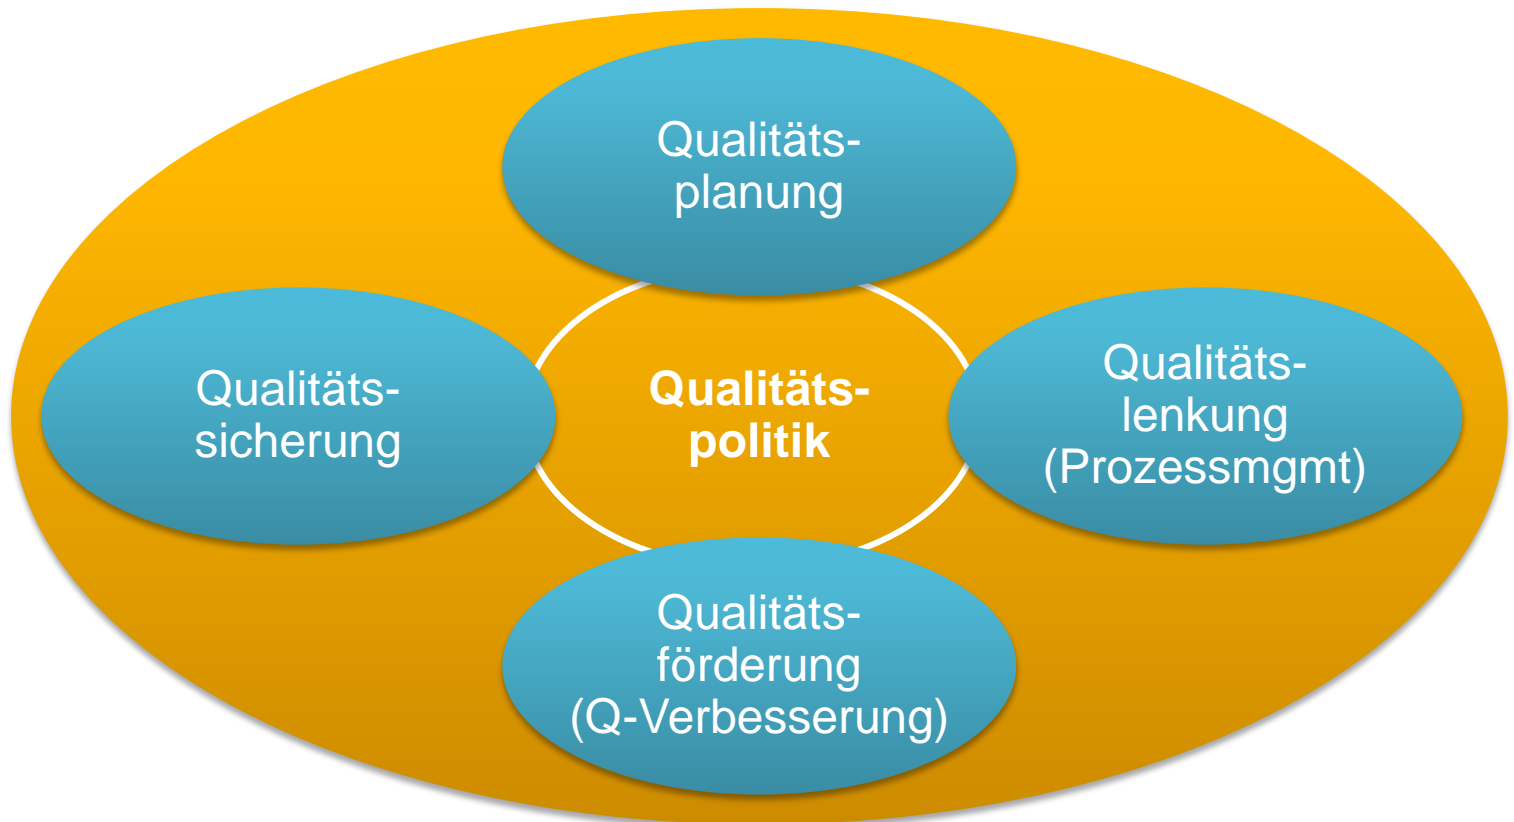 Qualitäts-
planung
Qualitäts-
sicherung
Qualitäts-
politik
Qualitäts-
lenkung
(Prozessmgmt)
Qualitäts-
förderung
(Q-Verbesserung)